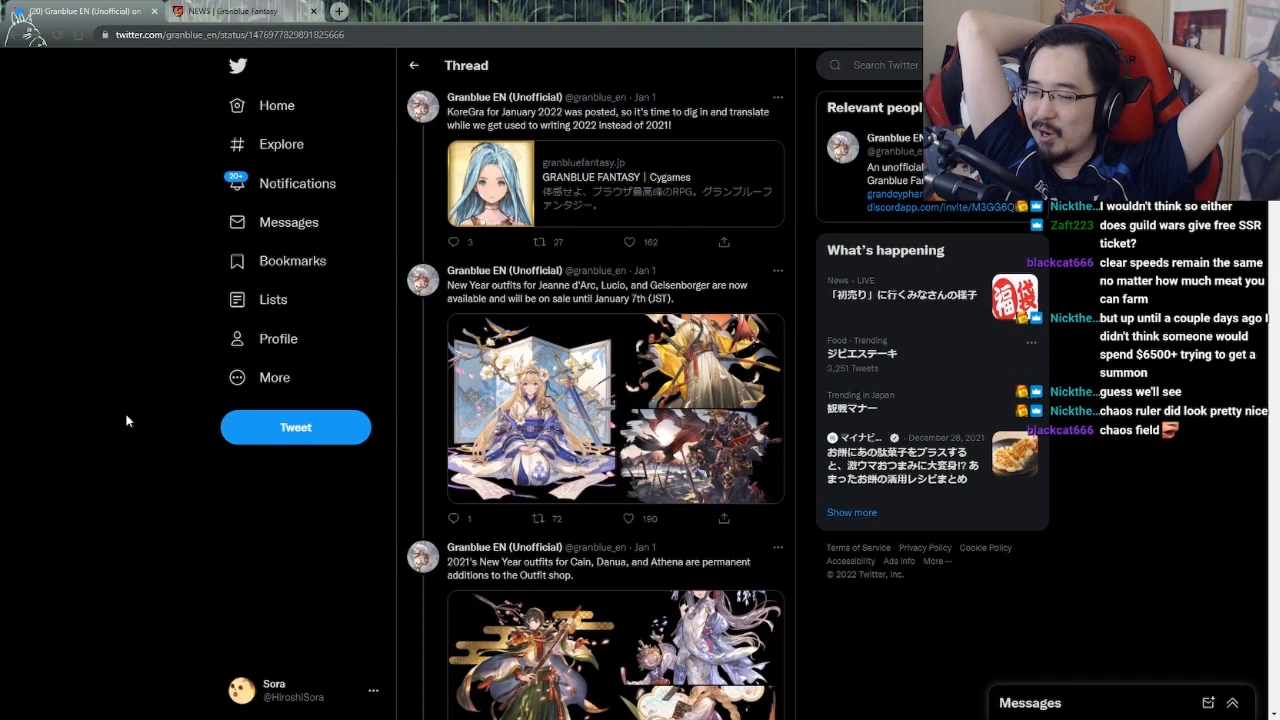 (20) Granblue EN (Unofficial) on
NEWS | Granblue Fantasy
twitter.com/granblue_en/status/1476977829891825666
Home
Explore
20+
Notifications
Messages
Bookmarks
Lists
Profile
More
Tweet
Sora
@HiroshiSora
Thread
Granblue EN (Unofficial) @granblue_en · Jan 1
KoreGra for January 2022 was posted, so it's time to dig in and translate
while we get used to writing 2022 instead of 2021!
granbluefantasy.jp
GRANBLUE FANTASY | Cygames
体感せよ、ブラウザ最高峰のRPG。グランブルーフ
ァンタジー。
3 27 162
Granblue EN (Unofficial) @granblue_en · Jan 1
New Year outfits for Jeanne d'Arc, Lucio, and Geisenborger are now
available and will be on sale until January 7th (JST).
1 72 190
Granblue EN (Unofficial) @granblue_en · Jan 1
2021's New Year outfits for Cain, Danua, and Athena are permanent
additions to the Outfit shop.
Search Twitter
Relevant peopl
Granblue EN
@granblue_e
An unofficial
Granblue Fan
grandcypher
discordapp.com/invite/M3GG6Q
What's happening
News · LIVE
「初売り」に行くみなさんの様子
福袋
Food · Trending
ジビエステーキ
3,251 Tweets
Trending in Japan
観戦マナー
マイナビ... · December 28, 2021
お餅にあの駄菓子をプラスする
と、激ウマおつまみに大変身!? あ
まったお餅の活用レシピまとめ
Show more
Terms of Service Privacy Policy Cookie Policy
Accessibility Ads info More ···
© 2022 Twitter, Inc.
Nickthe... I wouldn't think so either
Zaft223 does guild wars give free SSR
ticket?
blackcat666 clear speeds remain the same
no matter how much meat you
can farm
Nickthe... but up until a couple days ago I
didn't think someone would
spend $6500+ trying to get a
summon
Nickthe... guess we'll see
Nickthe... chaos ruler did look pretty nice
blackcat666 chaos field
Messages